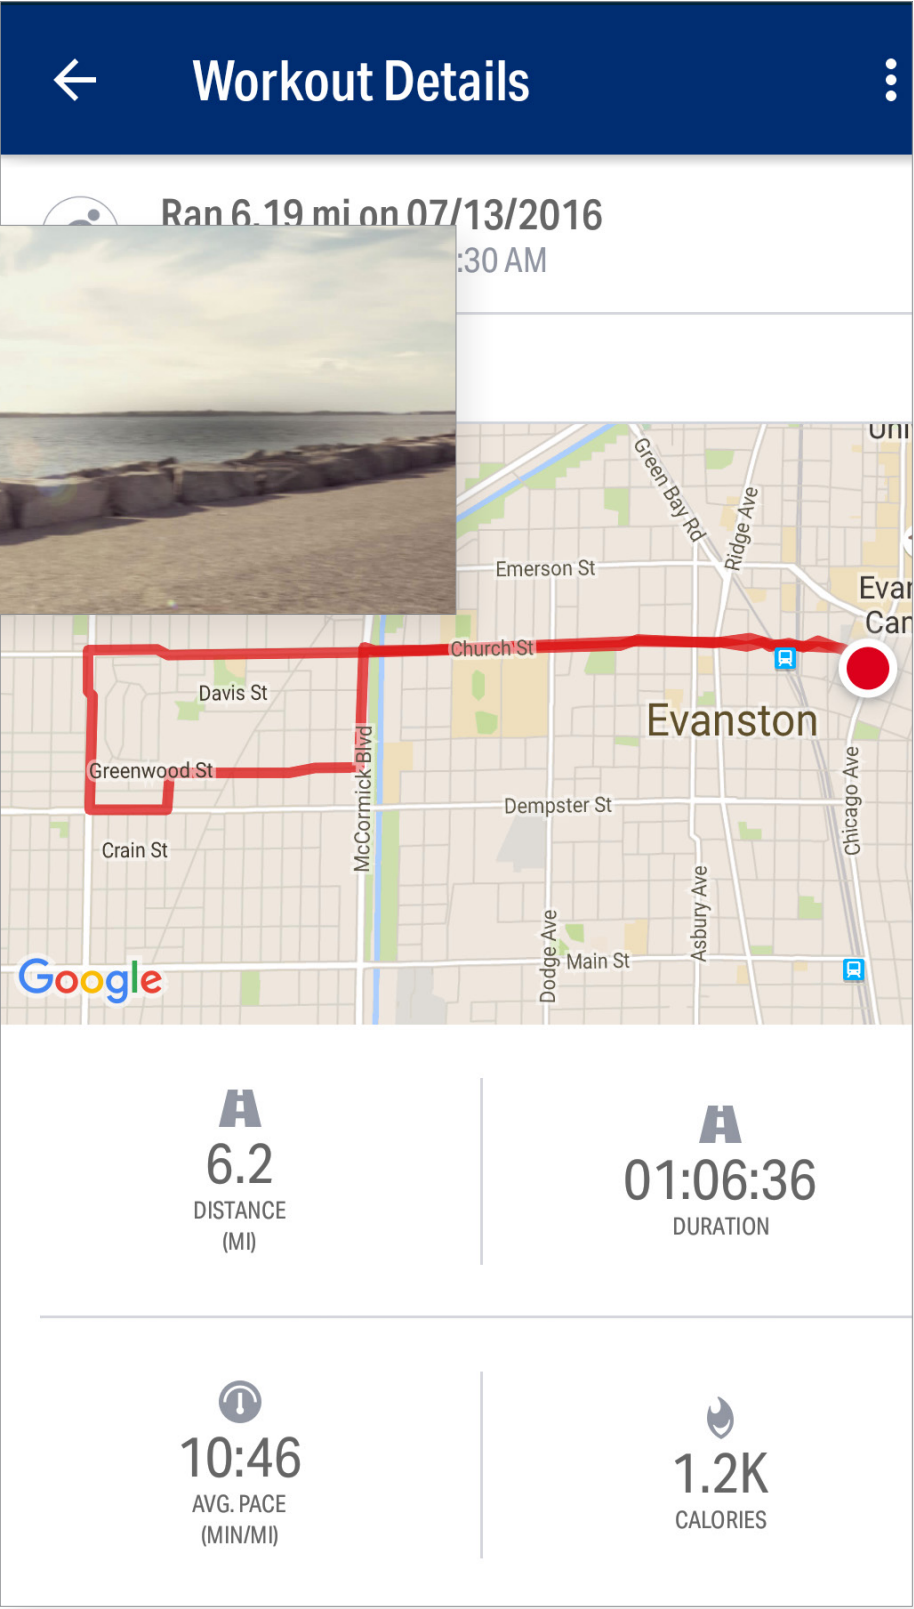 Workout Details
Ran 6.19 mi on 07/13/2016
:30 AM
Uni
Green Bay Rd
Ridge Ave
Emerson St
Evan
Can
Church St
Davis St
Evanston
Greenwood St
McCormick Blvd
Dempster St
Chicago Ave
Crain St
Asbury Ave
Dodge Ave
Main St
Google
6.2
DISTANCE
(MI)
01:06:36
DURATION
10:46
AVG. PACE
(MIN/MI)
1.2K
CALORIES